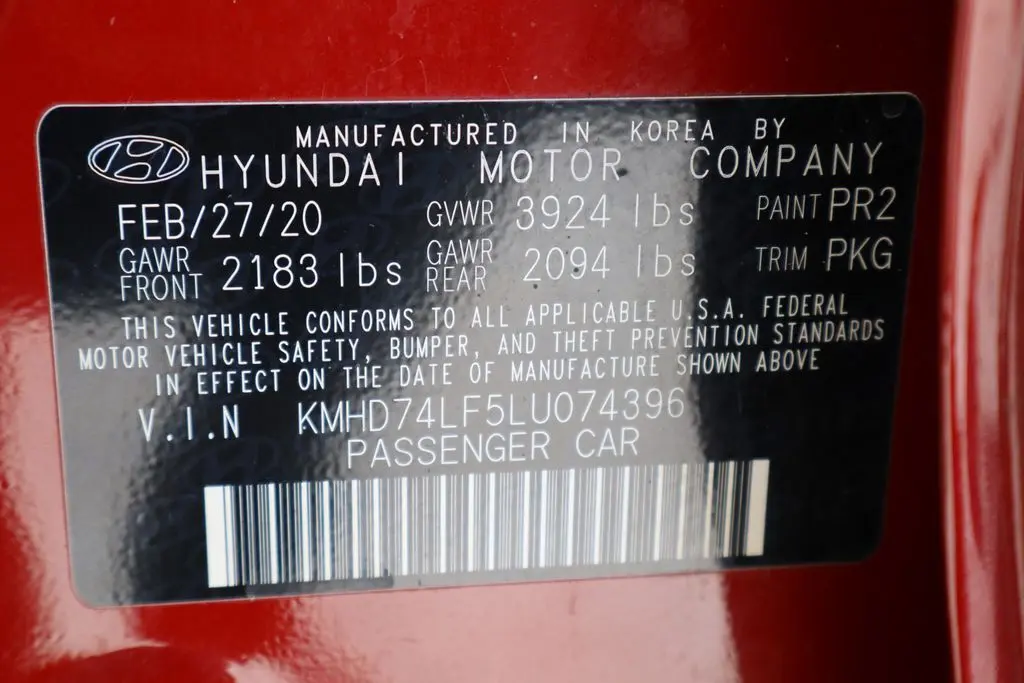 MANUFACTURED IN KOREA BY
HYUNDAI MOTOR COMPANY
FEB/27/20 GVWR 3924 lbs PAINT PR2
GAWR FRONT 2183 lbs GAWR REAR 2094 lbs TRIM PKG
THIS VEHICLE CONFORMS TO ALL APPLICABLE U.S.A. FEDERAL
MOTOR VEHICLE SAFETY, BUMPER, AND THEFT PREVENTION STANDARDS
IN EFFECT ON THE DATE OF MANUFACTURE SHOWN ABOVE
V.I.N KMHD74LF5LU074396
PASSENGER CAR